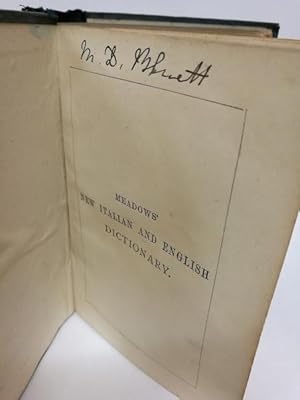 M. D.
MEADOWS'
NEW ITALIAN AND ENGLISH
DICTIONARY.